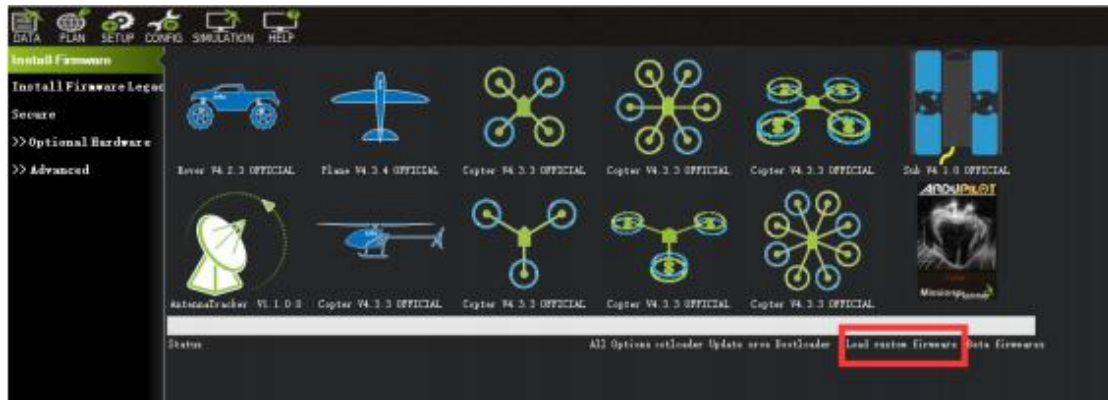 DATA PLAN SETUP CONFIG SIMULATION HELP
Install Firmware
Install Firmware Legac
Secure
>> Optional Hardware
>> Advanced
Rover V4.2.3 OFFICIAL Plane V4.3.4 OFFICIAL Copter V4.3.3 OFFICIAL Copter V4.3.3 OFFICIAL Copter V4.3.3 OFFICIAL Sub V4.1.0 OFFICIAL
ARDUPILOT
Mission Planner
AntennaTracker V1.1.0.0 Copter V4.3.3 OFFICIAL Copter V4.3.3 OFFICIAL Copter V4.3.3 OFFICIAL Copter V4.3.3 OFFICIAL
Status All Options Update Bootloader Load custom firmware Beta firmwares